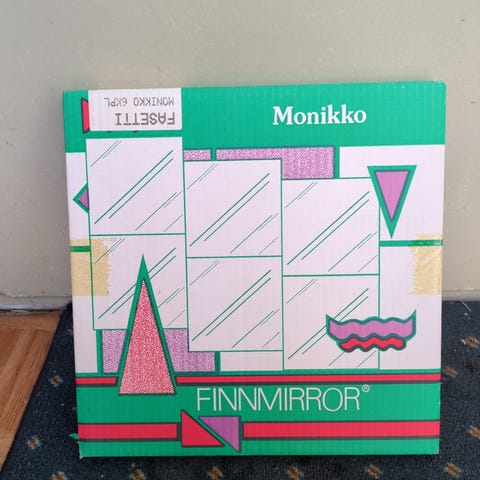 FASETTI
MONIKKO 6KPL
Monikko
FINNMIRROR®